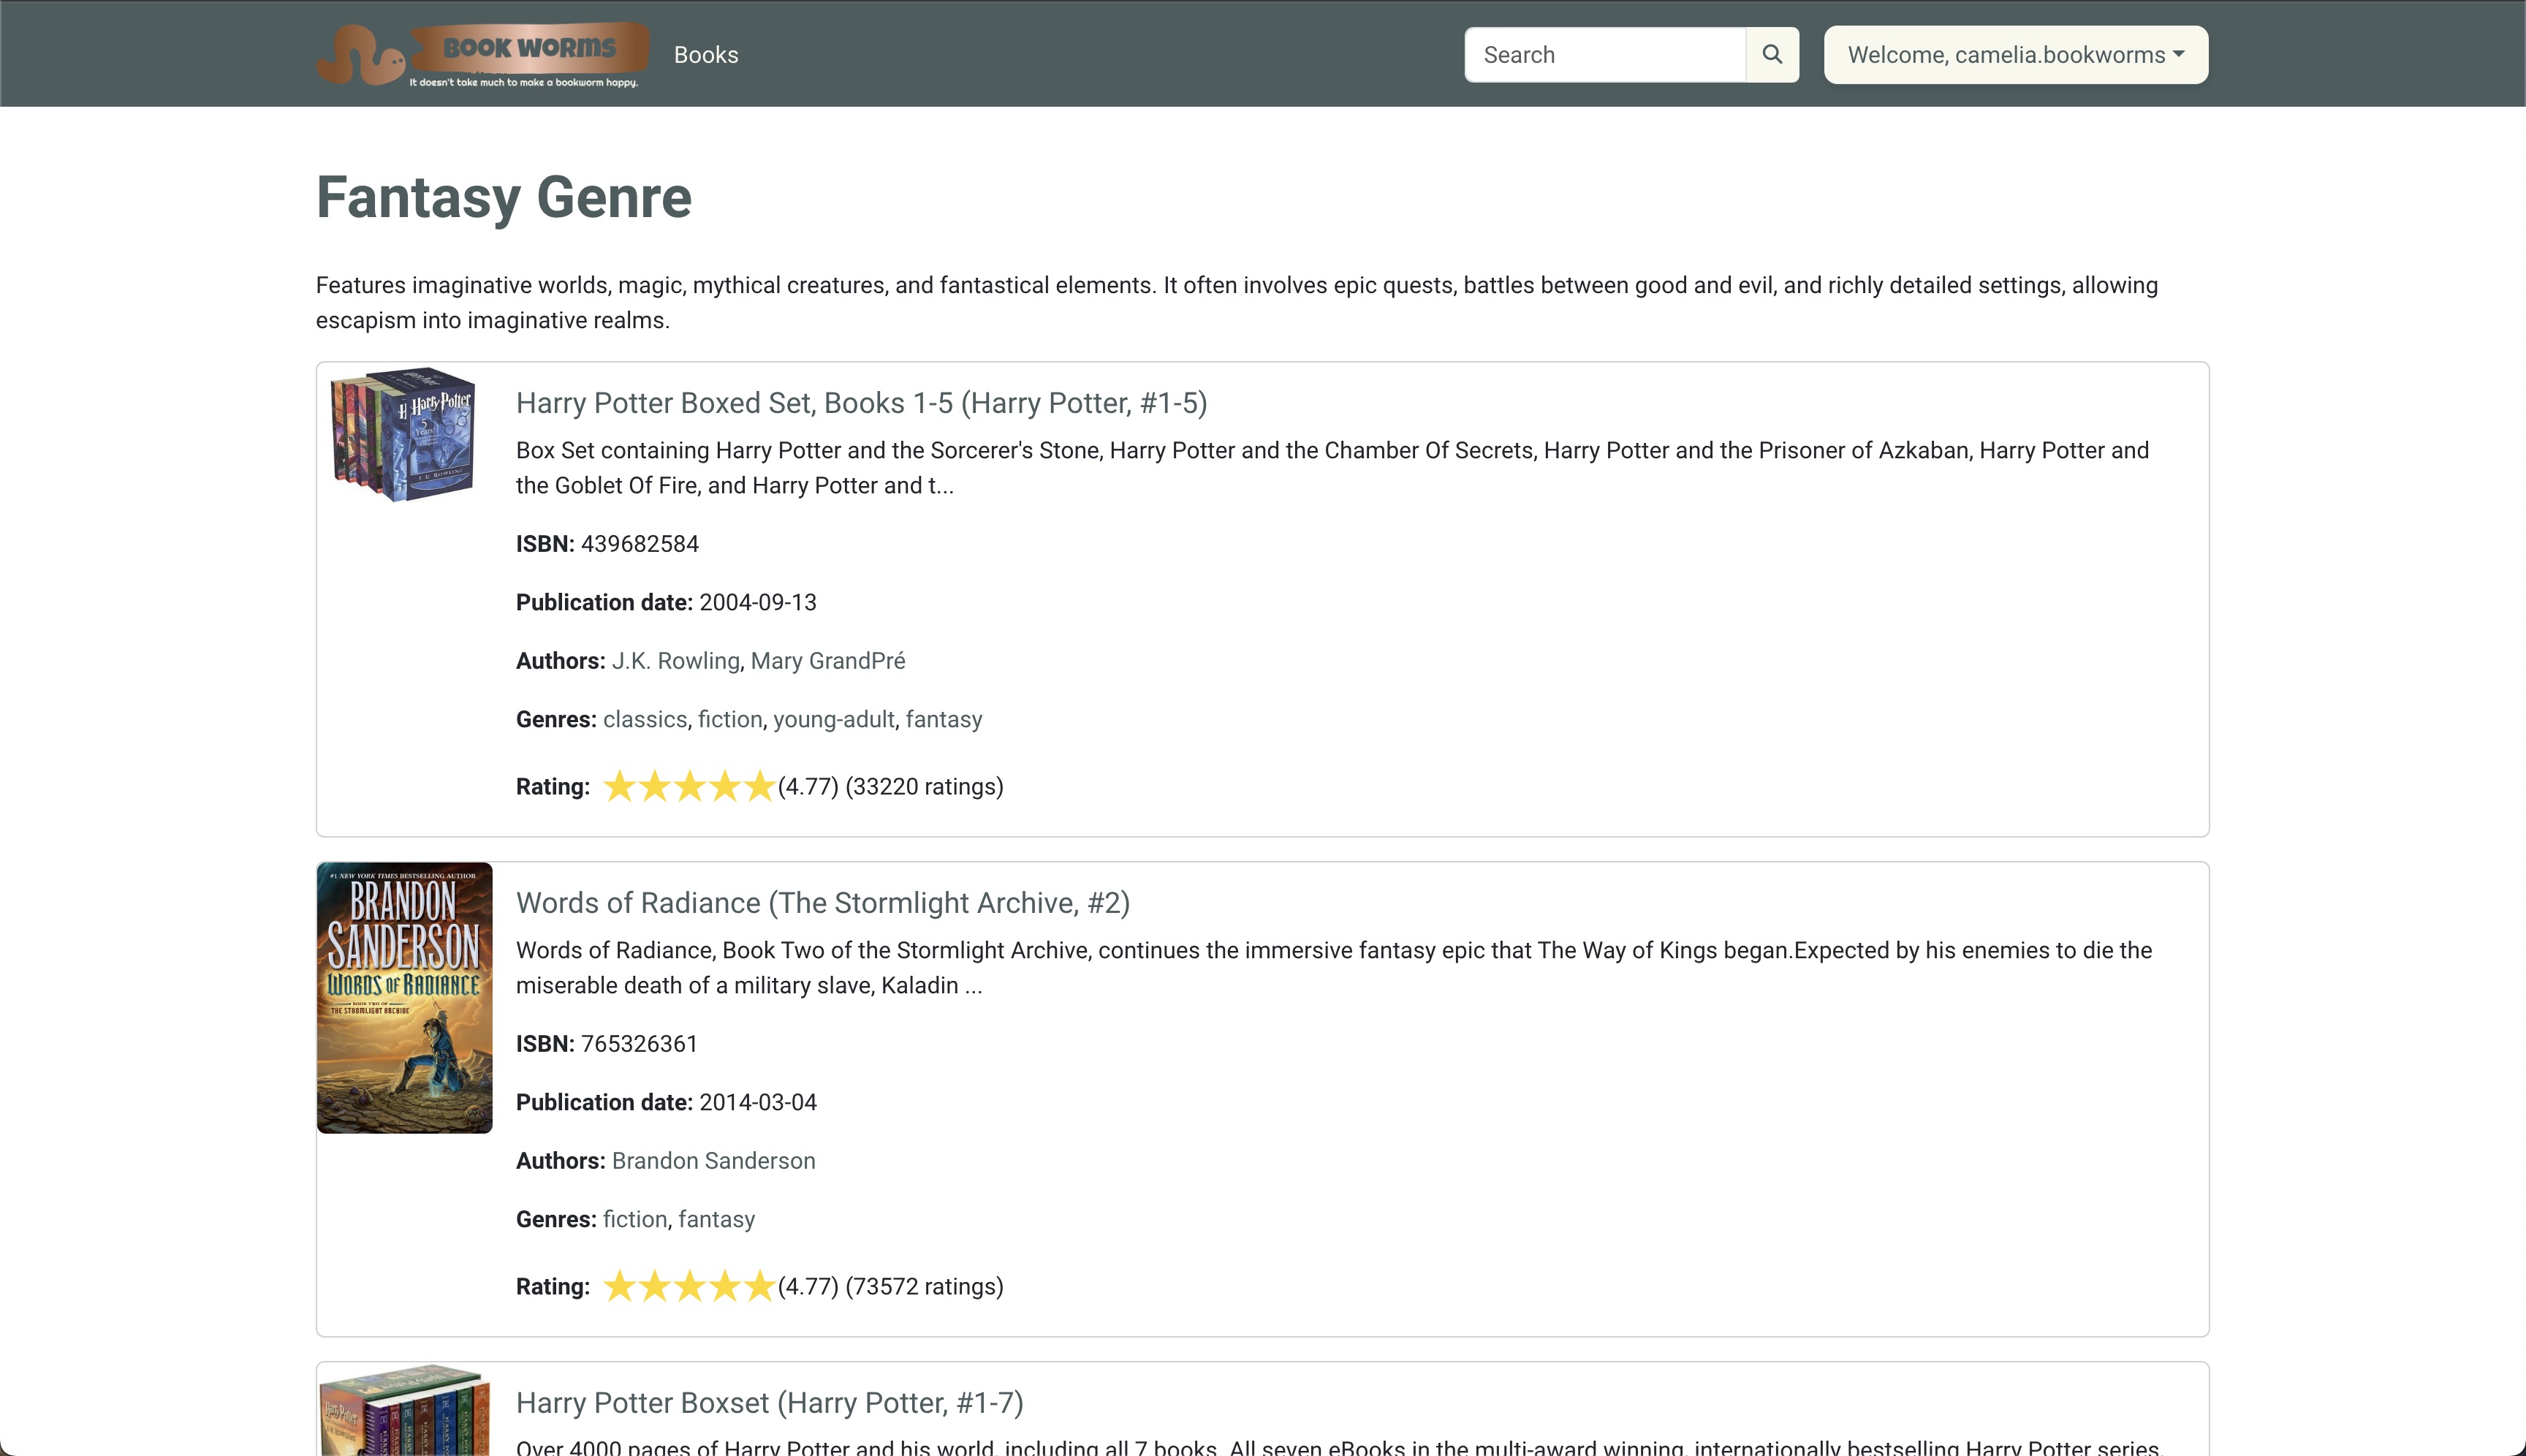 BOOK WORMS
It doesn't take much to make a bookworm happy.
Books
Search
Welcome, camelia.bookworms
Fantasy Genre
Features imaginative worlds, magic, mythical creatures, and fantastical elements. It often involves epic quests, battles between good and evil, and richly detailed settings, allowing
escapism into imaginative realms.
Harry Potter
5
Years!
J. K. ROWLING
Harry Potter Boxed Set, Books 1-5 (Harry Potter, #1-5)
Box Set containing Harry Potter and the Sorcerer's Stone, Harry Potter and the Chamber Of Secrets, Harry Potter and the Prisoner of Azkaban, Harry Potter and
the Goblet Of Fire, and Harry Potter and t...
ISBN: 439682584
Publication date: 2004-09-13
Authors: J.K. Rowling, Mary GrandPré
Genres: classics, fiction, young-adult, fantasy
Rating: (4.77) (33220 ratings)
#1 NEW YORK TIMES BESTSELLING AUTHOR
BRANDON
SANDERSON
WORDS OF RADIANCE
BOOK TWO OF
THE STORMLIGHT ARCHIVE
Words of Radiance (The Stormlight Archive, #2)
Words of Radiance, Book Two of the Stormlight Archive, continues the immersive fantasy epic that The Way of Kings began.Expected by his enemies to die the
miserable death of a military slave, Kaladin ...
ISBN: 765326361
Publication date: 2014-03-04
Authors: Brandon Sanderson
Genres: fiction, fantasy
Rating: (4.77) (73572 ratings)
Harry Potter
Harry Potter Boxset (Harry Potter, #1-7)
Over 4000 pages of Harry Potter and his world, including all 7 books. All seven eBooks in the multi-award winning, internationally bestselling Harry Potter series,